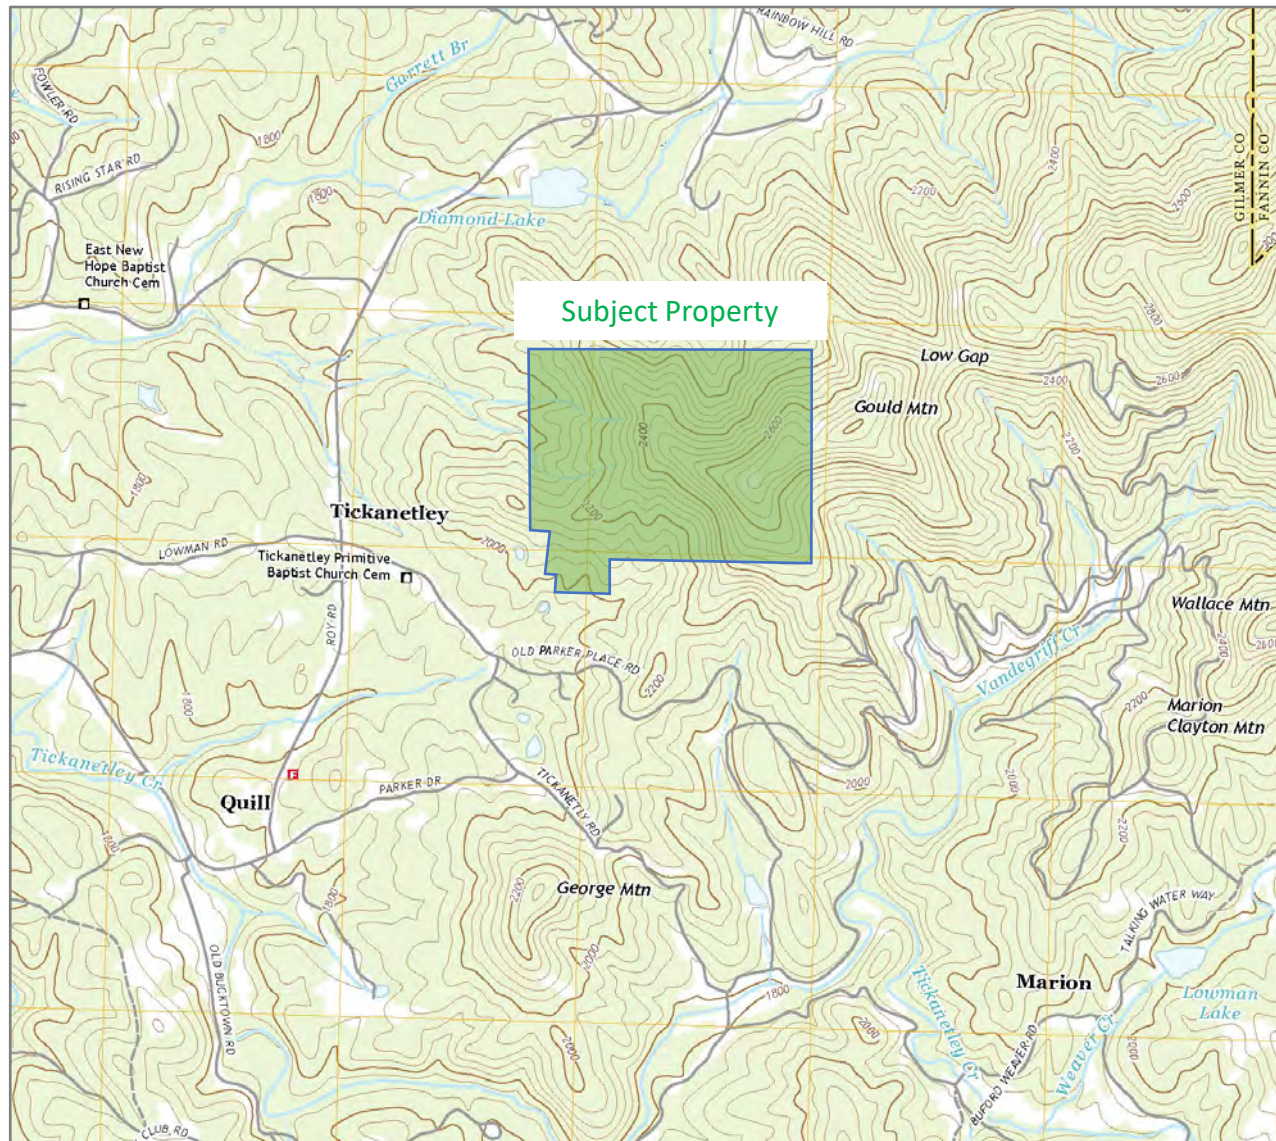 RAINBOW HILL RD
Garrett Br
FOWLER RD
1800
RISING STAR RD
1800
2400
2200
2600
GILMER CO
FANNIN CO
Diamond Lake
East New
Hope Baptist
Church Cem
Subject Property
2800
Low Gap
2400
2600
Gould Mtn
2400
2600
2200
1800
Tickanetley
2200
2000
LOWMAN RD
Tickanetley Primitive
Baptist Church Cem
ROY RD
Wallace Mtn
2400
2600
OLD PARKER PLACE RD
2200
Vandegriff Cr
1800
2200
Marion
Clayton Mtn
Tickanetley Cr
F
2000
2000
Quill
PARKER DR
TICKANETLY RD
1800
2200
2200
George Mtn
1800
TALKING WATER WAY
OLD BUCKTOWN RD
2000
Tickanetley Cr
Marion
1800
Lowman
Lake
2000
2000
2000
BUFORD WEAVER RD
Weaver Cr
CLUB RD